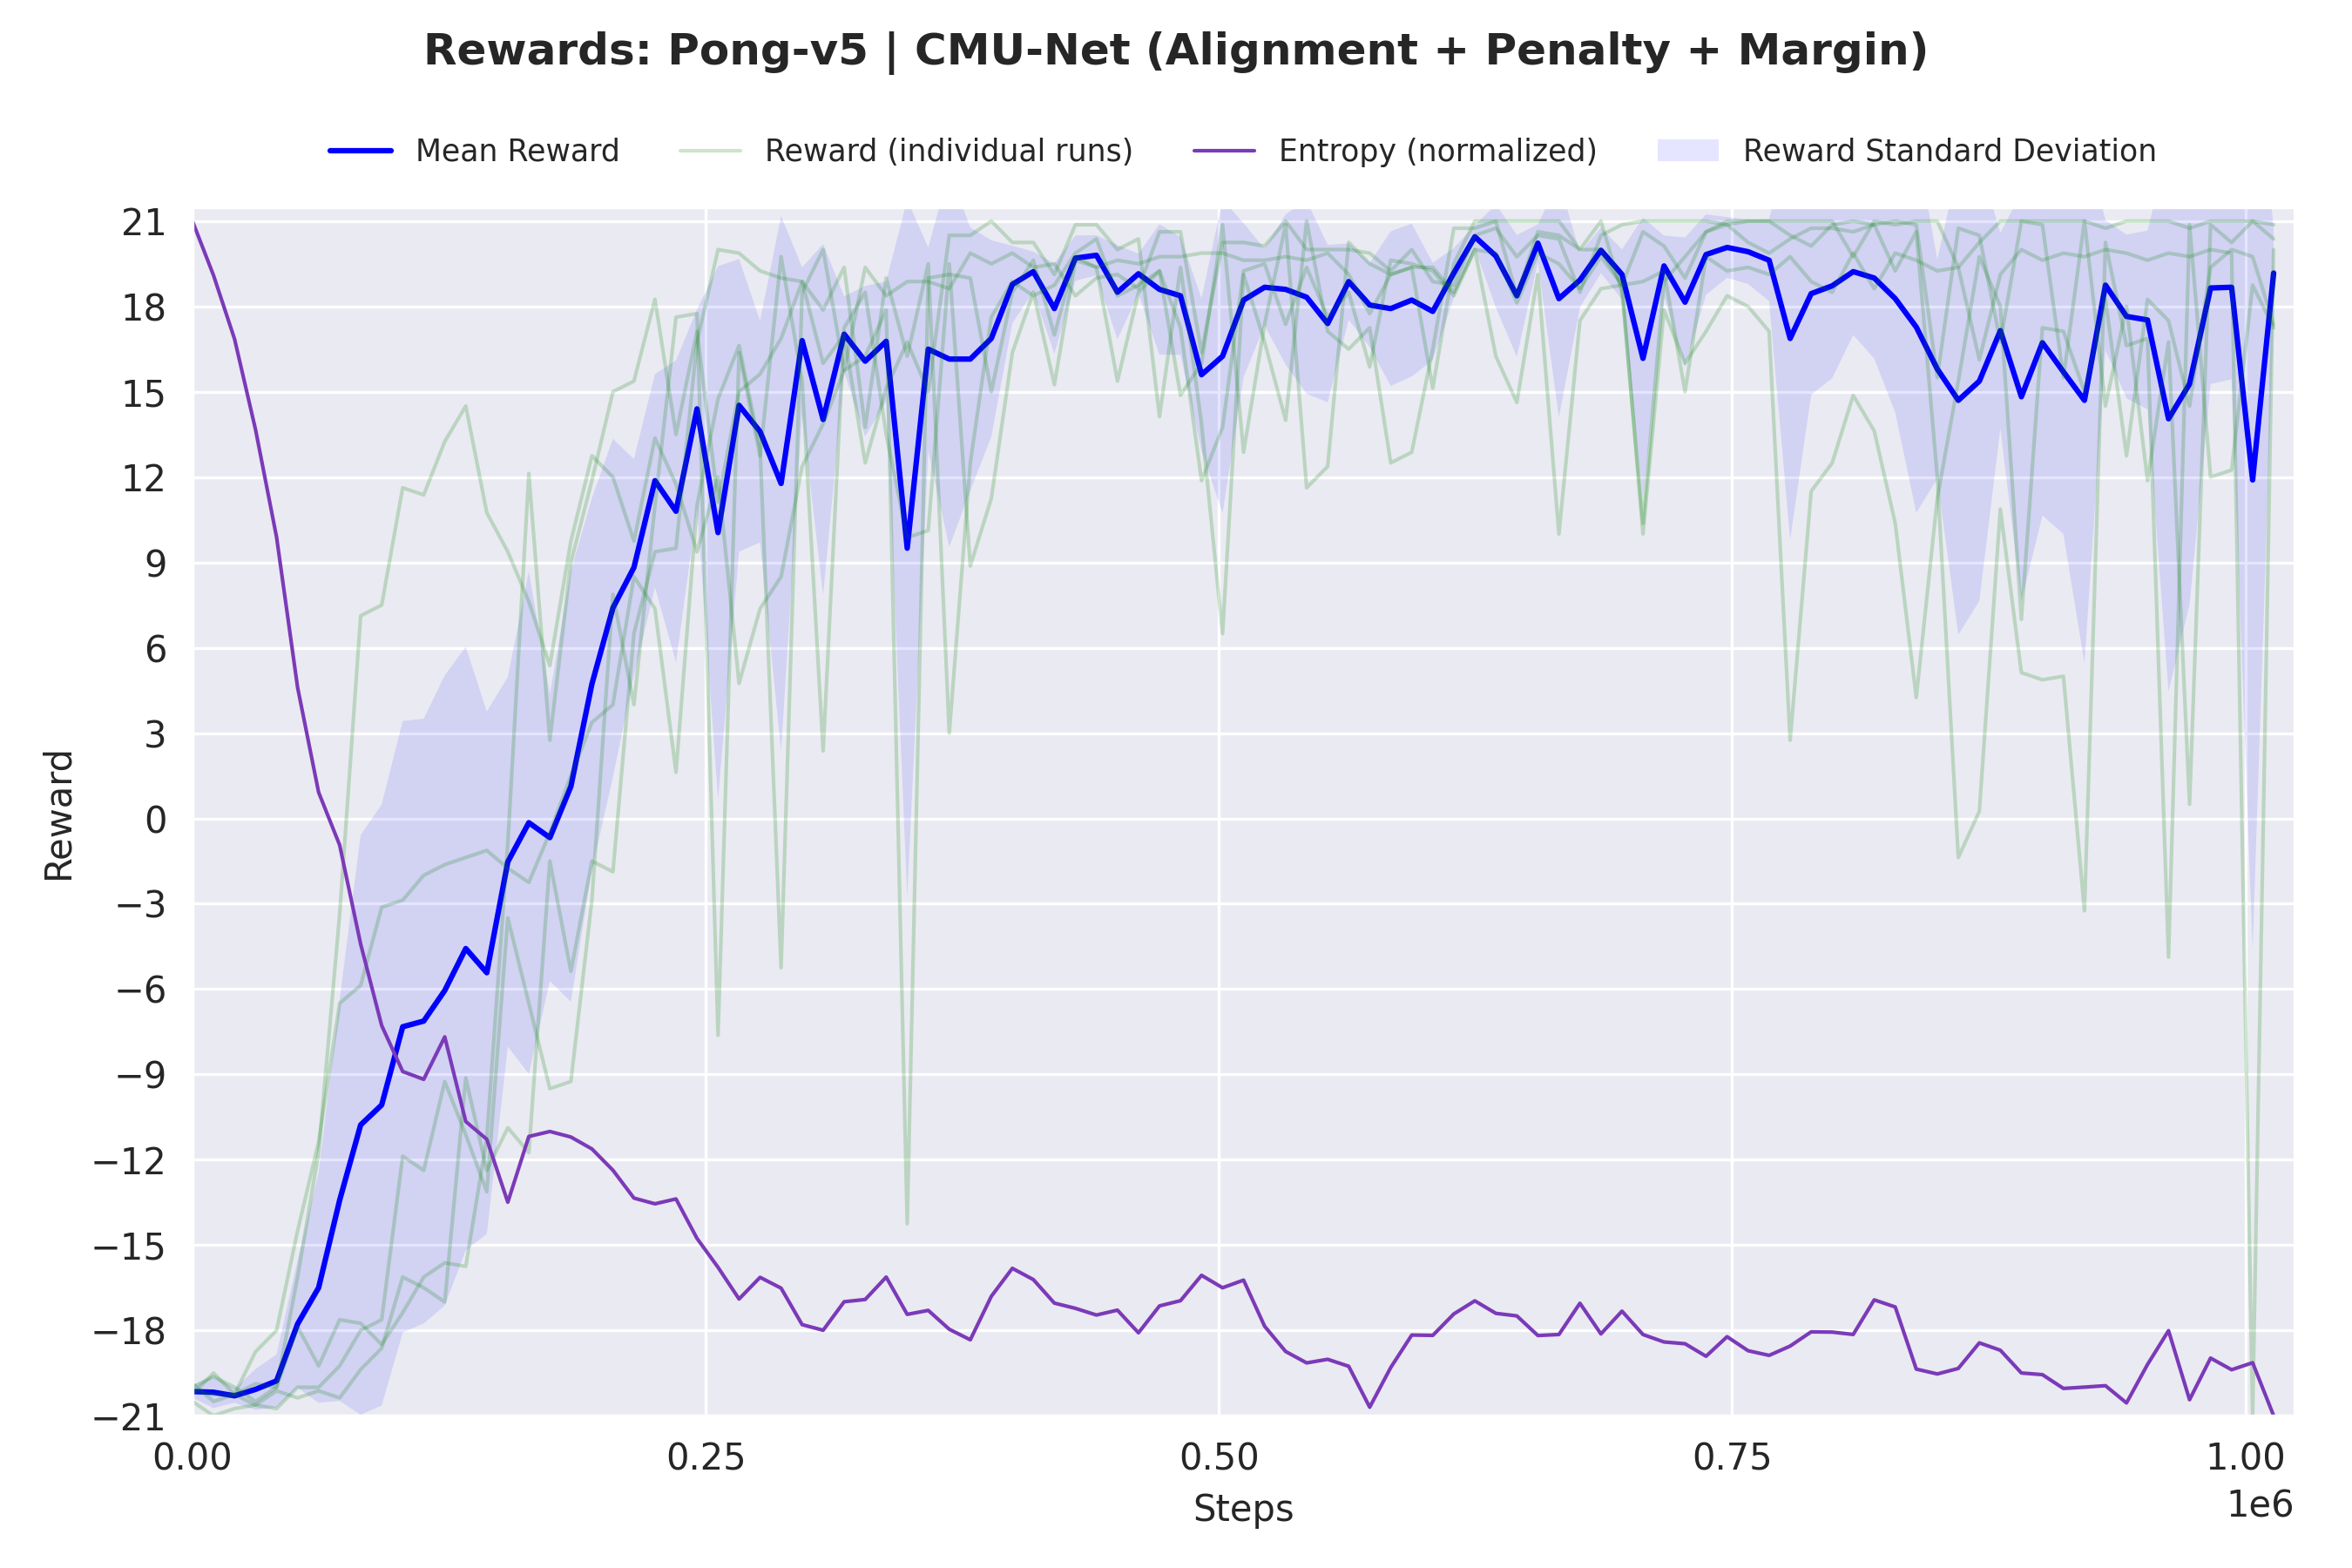 Rewards: Pong-v5 | CMU-Net (Alignment + Penalty + Margin)
Mean Reward Reward (individual runs) Entropy (normalized) Reward Standard Deviation
21
18
15
12
9
6
3
0
−3
−6
−9
−12
−15
−18
−21
Reward
0.00 0.25 0.50 0.75 1.00
Steps
1e6